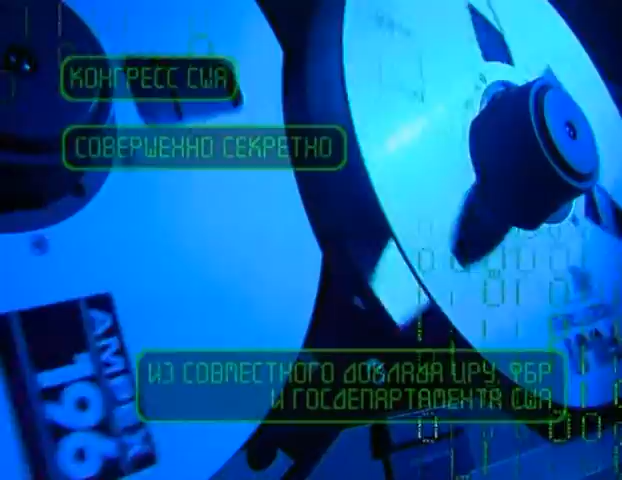 КОНГРЕСС США
СОВЕРШЕННО СЕКРЕТНО
ИЗ СОВМЕСТНОГО ДОКЛАДА ЦРУ, ФБР
И ГОСДЕПАРТАМЕНТА США
AMPEX
196